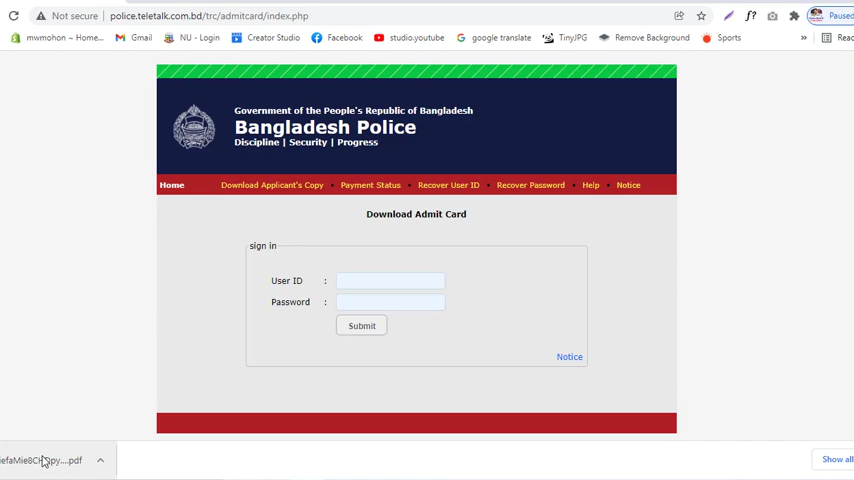 Not secure police.teletalk.com.bd/trc/admitcard/index.php Paused
mwmohon ~ Home... Gmail NU - Login Creator Studio Facebook studio.youtube google translate TinyJPG Remove Background Sports »
Government of the People's Republic of Bangladesh
Bangladesh Police
Discipline | Security | Progress
Home Download Applicant's Copy • Payment Status • Recover User ID • Recover Password • Help • Notice
Download Admit Card
sign in
User ID :
Password :
Submit
Notice
Show all